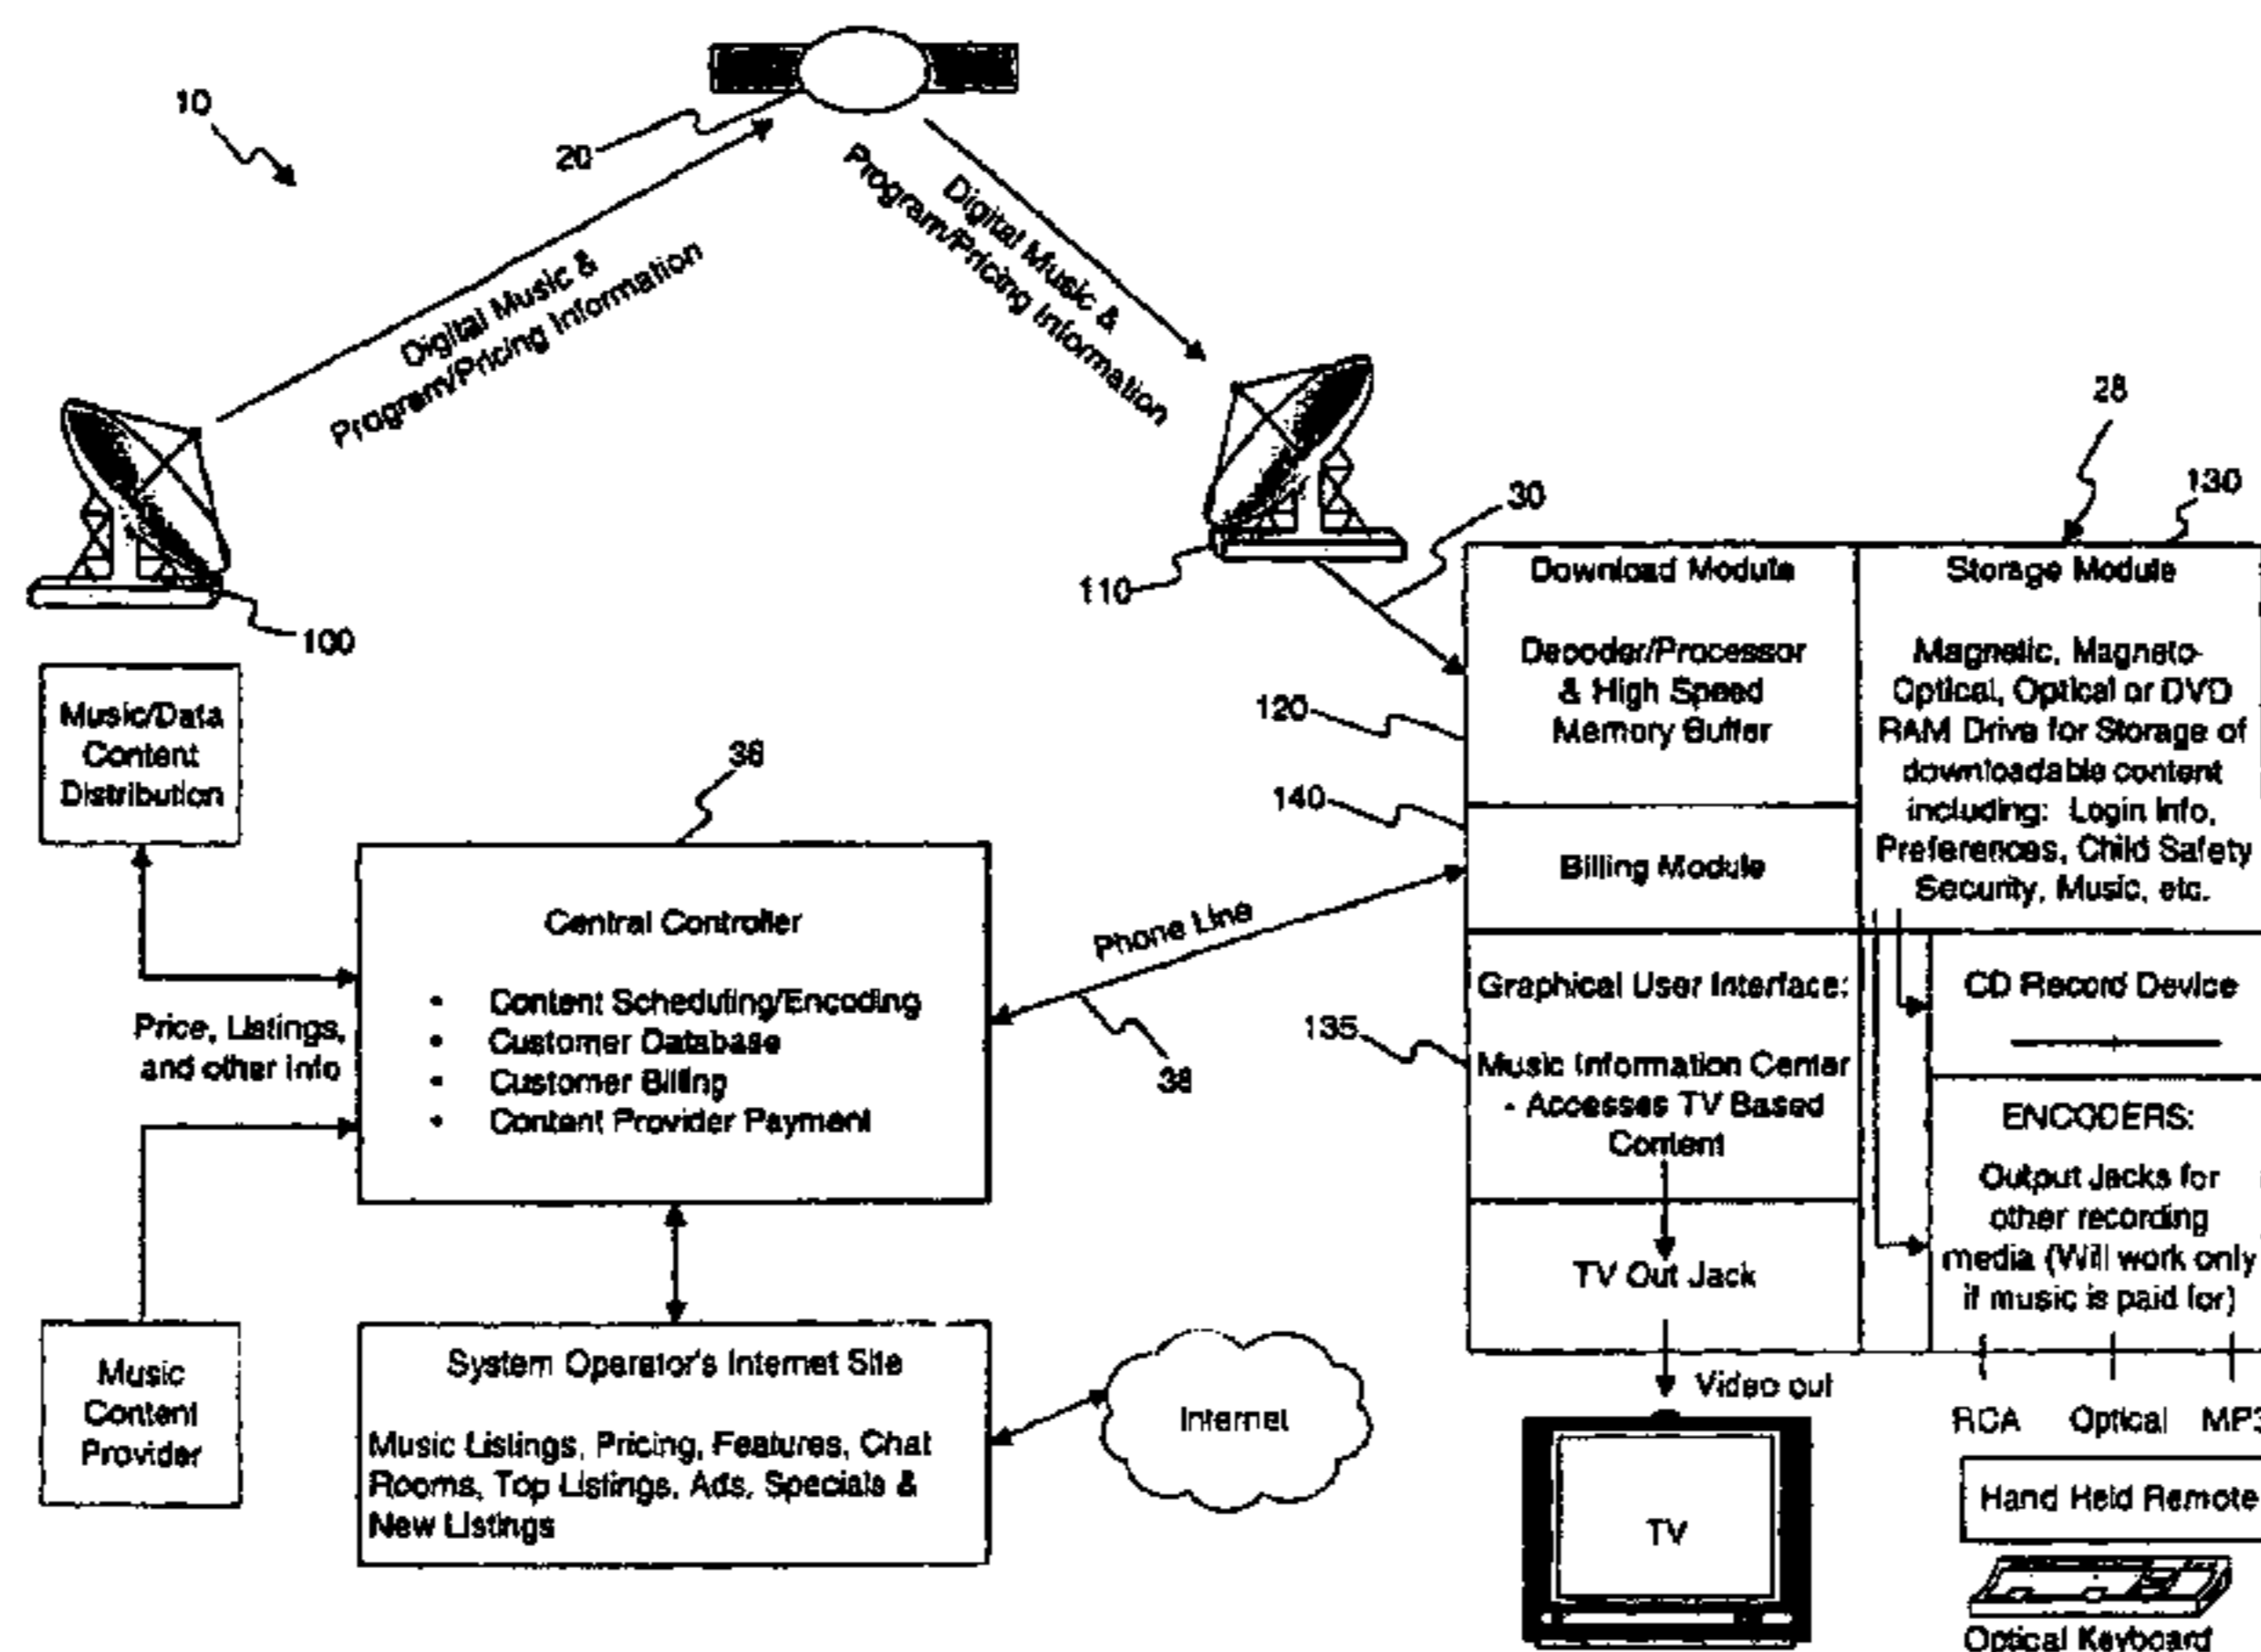 10
20
Digital Music &
Program/Pricing Information
Digital Music &
Program/Pricing Information
100
110
30
28
130
Music/Data
Content
Distribution
Price, Listings,
and other info
Music
Content
Provider
36
Central Controller
• Content Scheduling/Encoding
• Customer Database
• Customer Billing
• Content Provider Payment
Phone Line
38
System Operator's Internet Site
Music Listings, Pricing, Features, Chat
Rooms, Top Listings, Ads, Specials &
New Listings
Internet
120
140
135
Download Module
Decoder/Processor
& High Speed
Memory Buffer
Billing Module
Graphical User Interface:
Music Information Center
- Accesses TV Based
Content
TV Out Jack
Video out
TV
Storage Module
Magnetic, Magneto-
Optical, Optical or DVD
RAM Drive for Storage of
downloadable content
including: Login Info,
Preferences, Child Safety
Security, Music, etc.
CD Record Device
ENCODERS:
Output Jacks for
other recording
media (Will work only
if music is paid for)
RCA Optical MP3
Hand Held Remote
Optical Keyboard